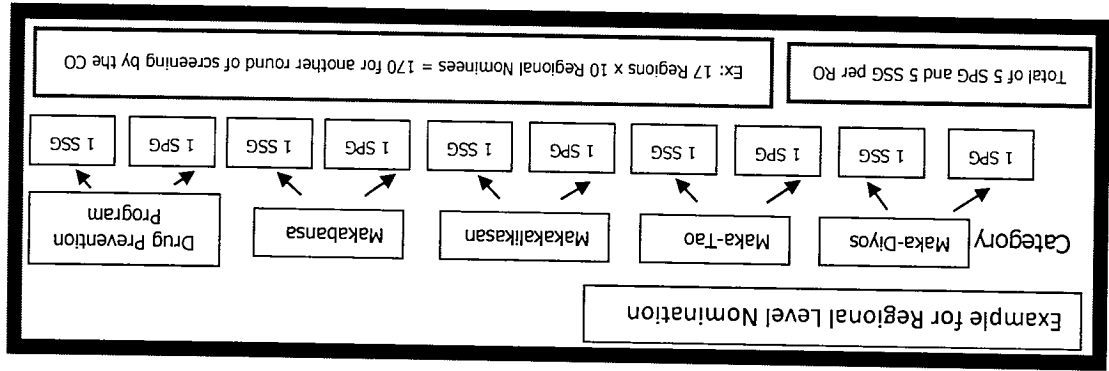 Example for Regional Level Nomination
Category
Maka-Diyos
Maka-Tao
Makakalikasan
Makabansa
Drug Prevention
Program
1 SPG
1 SSG
1 SPG
1 SSG
1 SPG
1 SSG
1 SPG
1 SSG
1 SPG
1 SSG
Total of 5 SPG and 5 SSG per RO
Ex: 17 Regions x 10 Regional Nominees = 170 for another round of screening by the CO